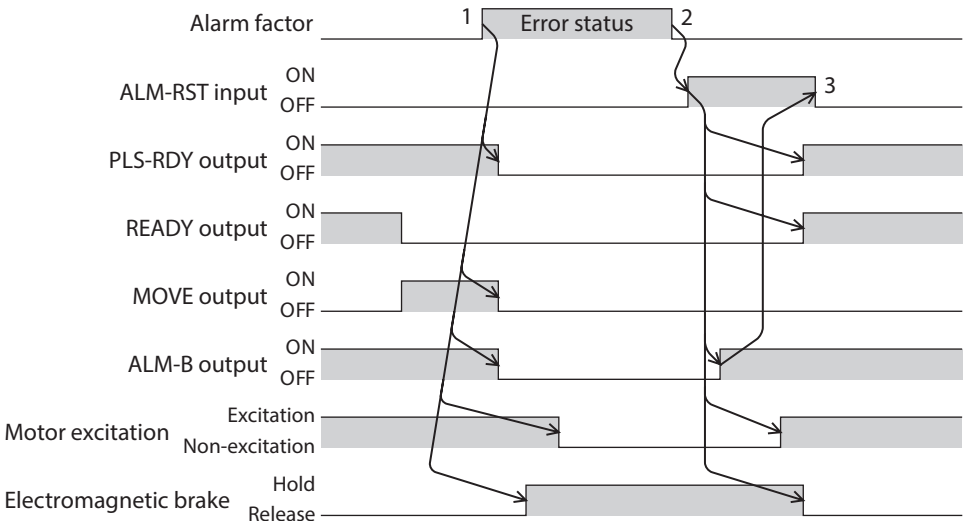 Alarm factor 1 Error status 2
ALM-RST input ON OFF 3
PLS-RDY output ON OFF
READY output ON OFF
MOVE output ON OFF
ALM-B output ON OFF
Motor excitation Excitation Non-excitation
Electromagnetic brake Hold Release